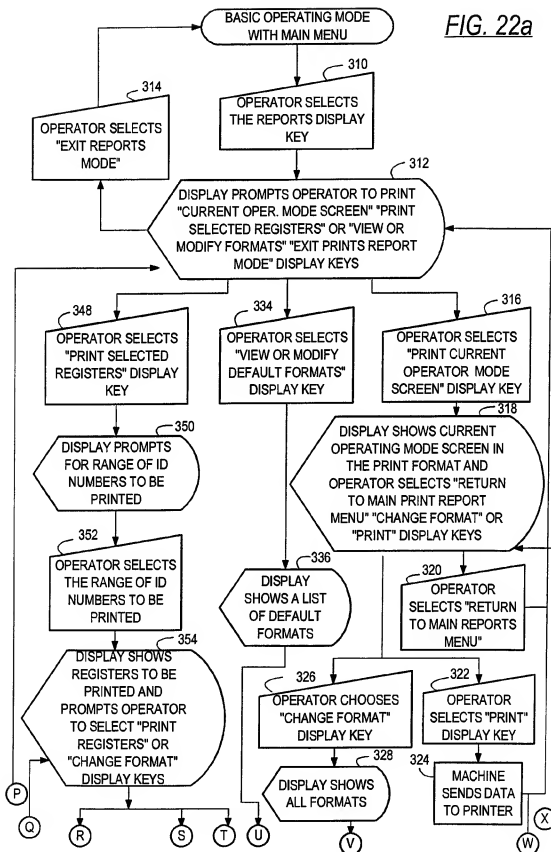 BASIC OPERATING MODE
WITH MAIN MENU
FIG. 22a
314
310
OPERATOR SELECTS
"EXIT REPORTS
MODE"
OPERATOR SELECTS
THE REPORTS DISPLAY
KEY
312
DISPLAY PROMPTS OPERATOR TO PRINT
"CURRENT OPER. MODE SCREEN" "PRINT
SELECTED REGISTERS" OR "VIEW OR
MODIFY FORMATS" "EXIT PRINTS REPORT
MODE" DISPLAY KEYS
348
OPERATOR SELECTS
"PRINT SELECTED
REGISTERS" DISPLAY
KEY
334
OPERATOR SELECTS
"VIEW OR MODIFY
DEFAULT FORMATS"
DISPLAY KEY
316
OPERATOR SELECTS
"PRINT CURRENT
OPERATOR MODE
SCREEN" DISPLAY KEY
350
DISPLAY PROMPTS
FOR RANGE OF ID
NUMBERS TO BE
PRINTED
318
DISPLAY SHOWS CURRENT
OPERATING MODE SCREEN IN
THE PRINT FORMAT AND
OPERATOR SELECTS "RETURN
TO MAIN PRINT REPORT
MENU" "CHANGE FORMAT" OR
"PRINT" DISPLAY KEYS
352
OPERATOR SELECTS
THE RANGE OF ID
NUMBERS TO BE
PRINTED
336
DISPLAY
SHOWS A LIST
OF DEFAULT
FORMATS
320
OPERATOR
SELECTS "RETURN
TO MAIN REPORTS
MENU"
354
DISPLAY SHOWS
REGISTERS TO BE
PRINTED AND
PROMPTS OPERATOR
TO SELECT "PRINT
REGISTERS" OR
"CHANGE FORMAT"
DISPLAY KEYS
326
OPERATOR CHOOSES
"CHANGE FORMAT"
DISPLAY KEY
322
OPERATOR
SELECTS "PRINT"
DISPLAY KEY
328
DISPLAY SHOWS
ALL FORMATS
324
MACHINE
SENDS DATA
TO PRINTER
P
Q
R
S
T
U
V
W
X